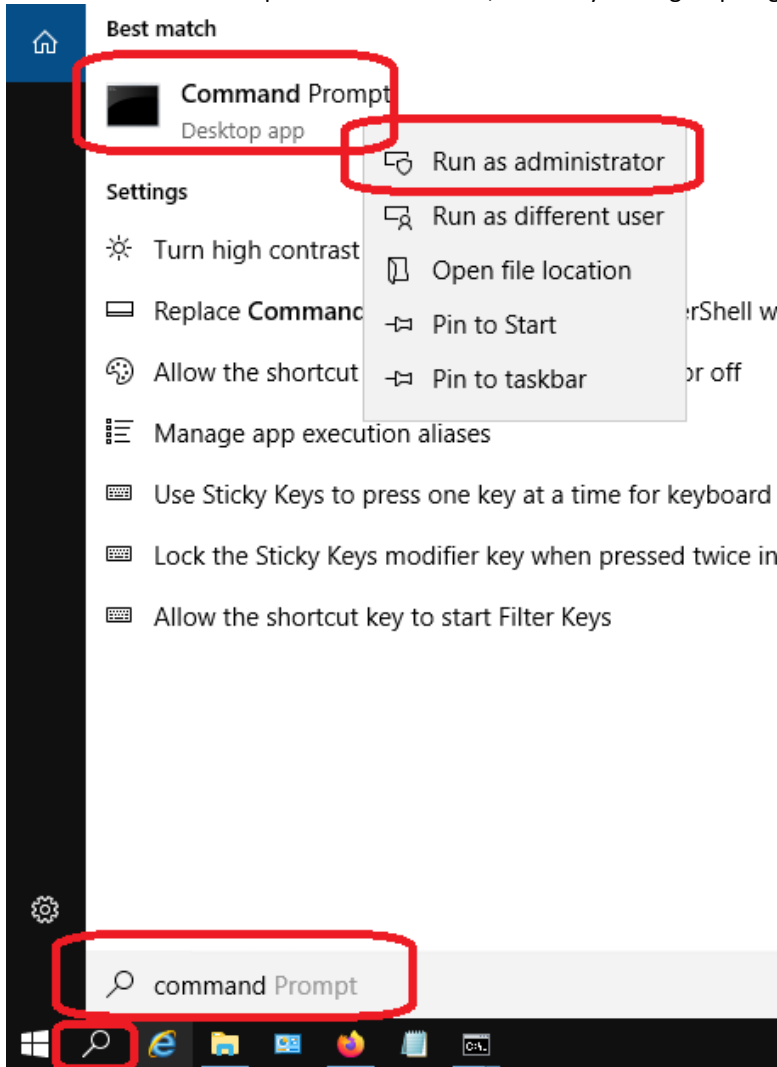 Best match
Command Prompt
Desktop app
Run as administrator
Settings
Run as different user
Turn high contrast
Open file location
Replace Command
Pin to Start
Allow the shortcut
Pin to taskbar
or off
Manage app execution aliases
Use Sticky Keys to press one key at a time for keyboard
Lock the Sticky Keys modifier key when pressed twice in
Allow the shortcut key to start Filter Keys
command Prompt